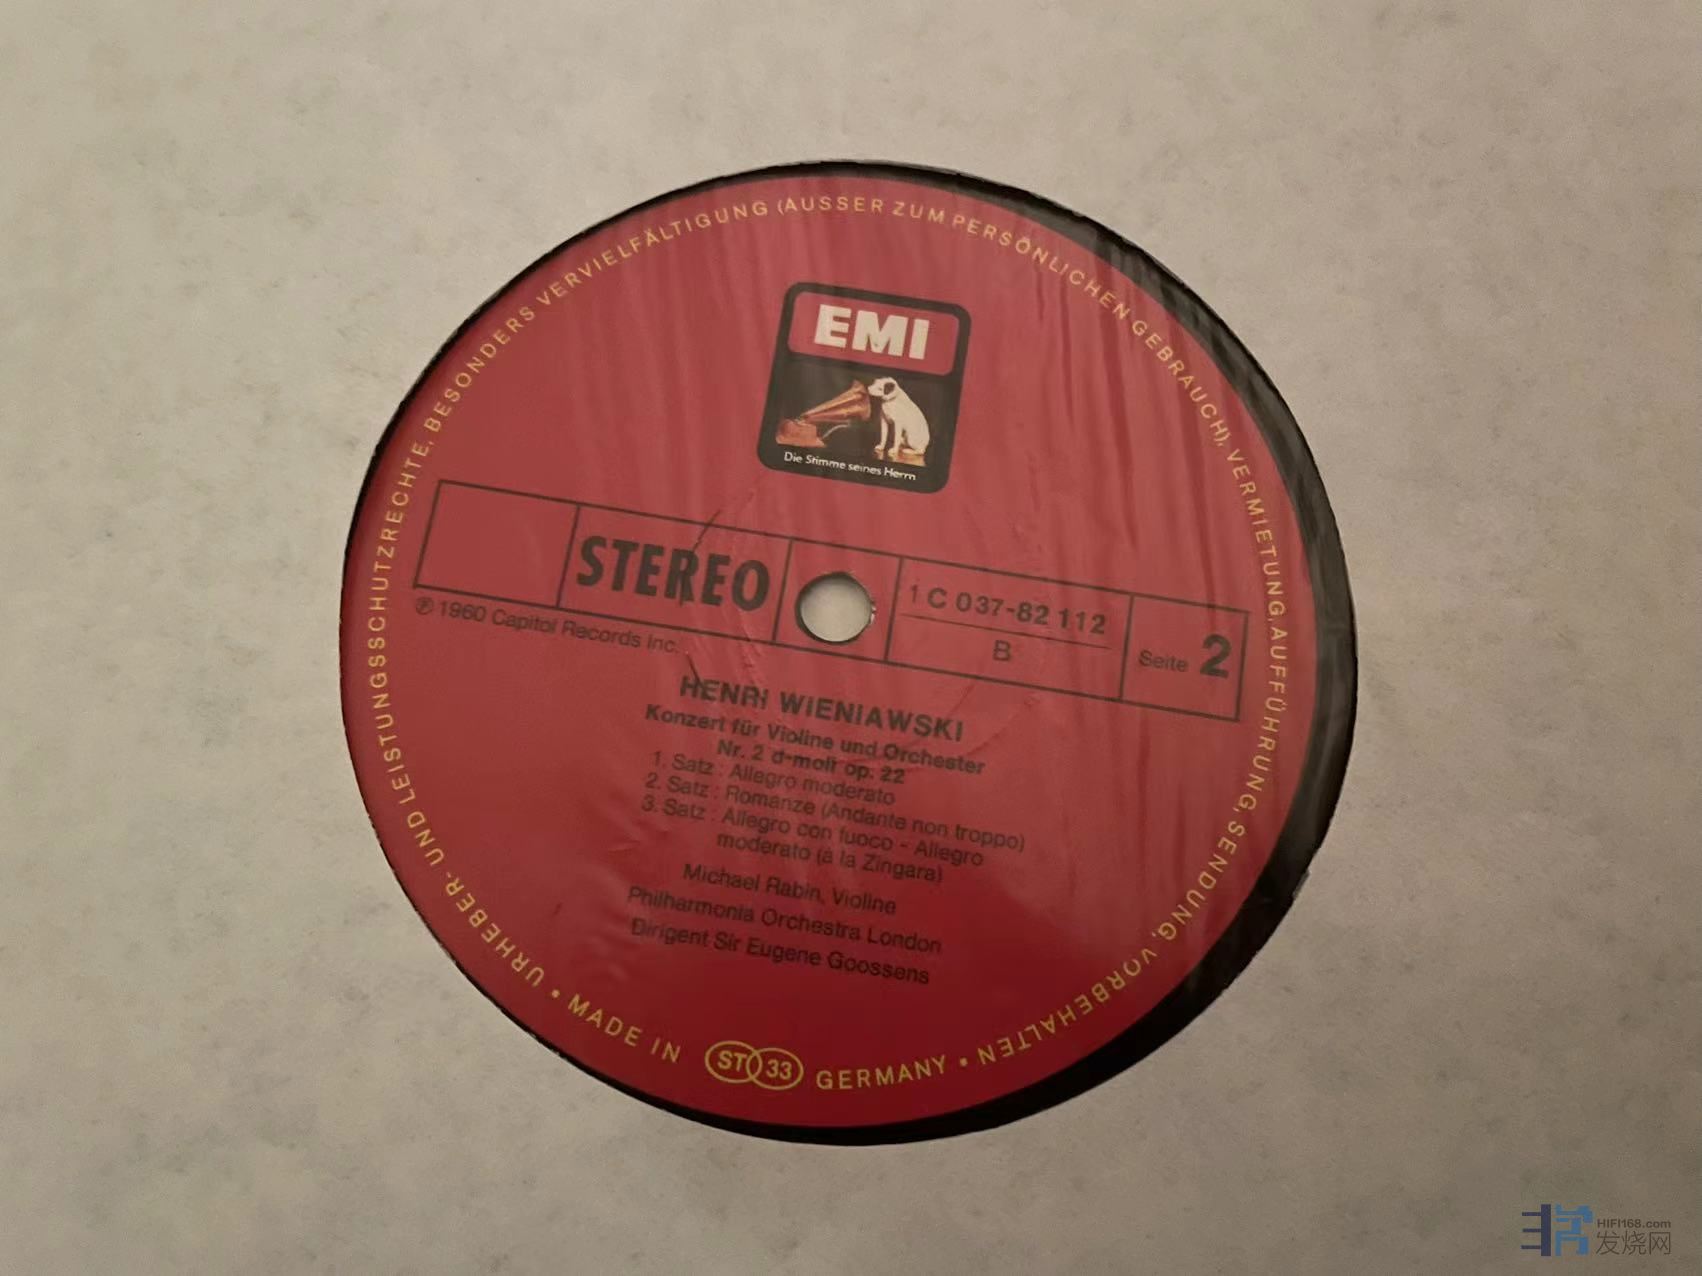 URHEBER- UND LEISTUNGSSCHUTZRECHTE, BESONDERS VERVIELFÄLTIGUNG (AUSSER ZUM PERSÖNLICHEN GEBRAUCH), VERMIETUNG, AUFFÜHRUNG, SENDUNG, VORBEHALTEN •
EMI
Die Stimme seines Herrn
STEREO
1 C 037-82 112
B
Seite 2
℗ 1960 Capitol Records Inc.
HENRI WIENIAWSKI
Konzert für Violine und Orchester
Nr. 2 d-moll op. 22
1. Satz : Allegro moderato
2. Satz : Romanze (Andante non troppo)
3. Satz : Allegro con fuoco - Allegro
moderato (à la Zingara)
Michael Rabin, Violine
Philharmonia Orchestra London
Dirigent Sir Eugene Goossens
• MADE IN ST 33 GERMANY •
HIFI168.com
发烧网